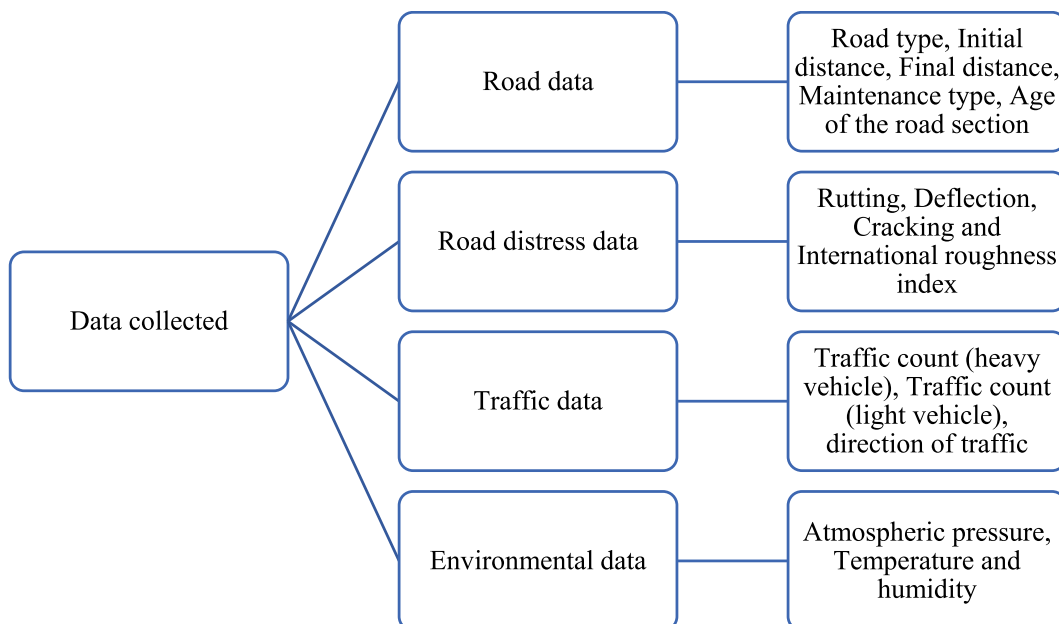 Data collected
Road data
Road type, Initial
distance, Final distance,
Maintenance type, Age
of the road section
Road distress data
Rutting, Deflection,
Cracking and
International roughness
index
Traffic data
Traffic count (heavy
vehicle), Traffic count
(light vehicle),
direction of traffic
Environmental data
Atmospheric pressure,
Temperature and
humidity